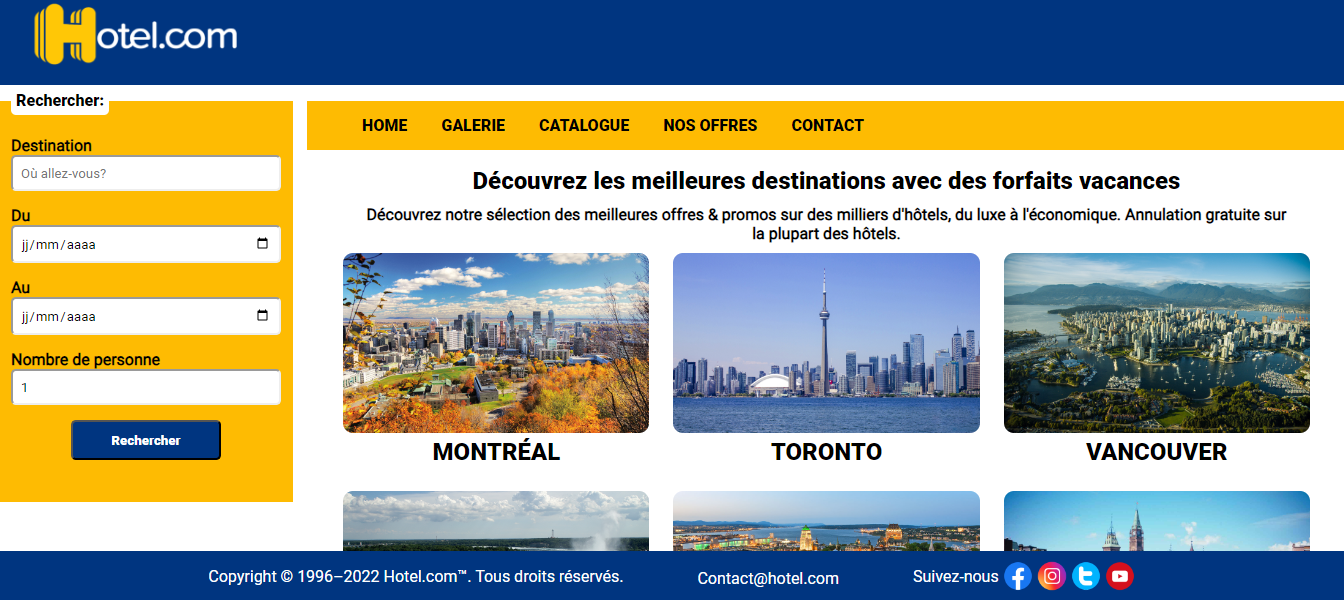 Hotel.com
Rechercher:
Destination
Où allez-vous?
Du
jj/mm/aaaa
Au
jj/mm/aaaa
Nombre de personne
1
Rechercher
HOME GALERIE CATALOGUE NOS OFFRES CONTACT
Découvrez les meilleures destinations avec des forfaits vacances
Découvrez notre sélection des meilleures offres & promos sur des milliers d'hôtels, du luxe à l'économique. Annulation gratuite sur
la plupart des hôtels.
MONTRÉAL
TORONTO
VANCOUVER
Copyright © 1996–2022 Hotel.com™. Tous droits réservés.
Contact@hotel.com
Suivez-nous